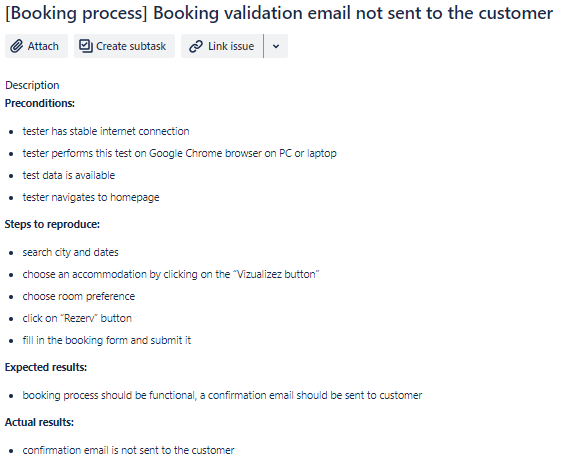 [Booking process] Booking validation email not sent to the customer
Attach
Create subtask
Link issue
Description
Preconditions:
• tester has stable internet connection
• tester performs this test on Google Chrome browser on PC or laptop
• test data is available
• tester navigates to homepage
Steps to reproduce:
• search city and dates
• choose an accommodation by clicking on the “Vizualizez button”
• choose room preference
• click on “Rezerv” button
• fill in the booking form and submit it
Expected results:
• booking process should be functional, a confirmation email should be sent to customer
Actual results:
• confirmation email is not sent to the customer